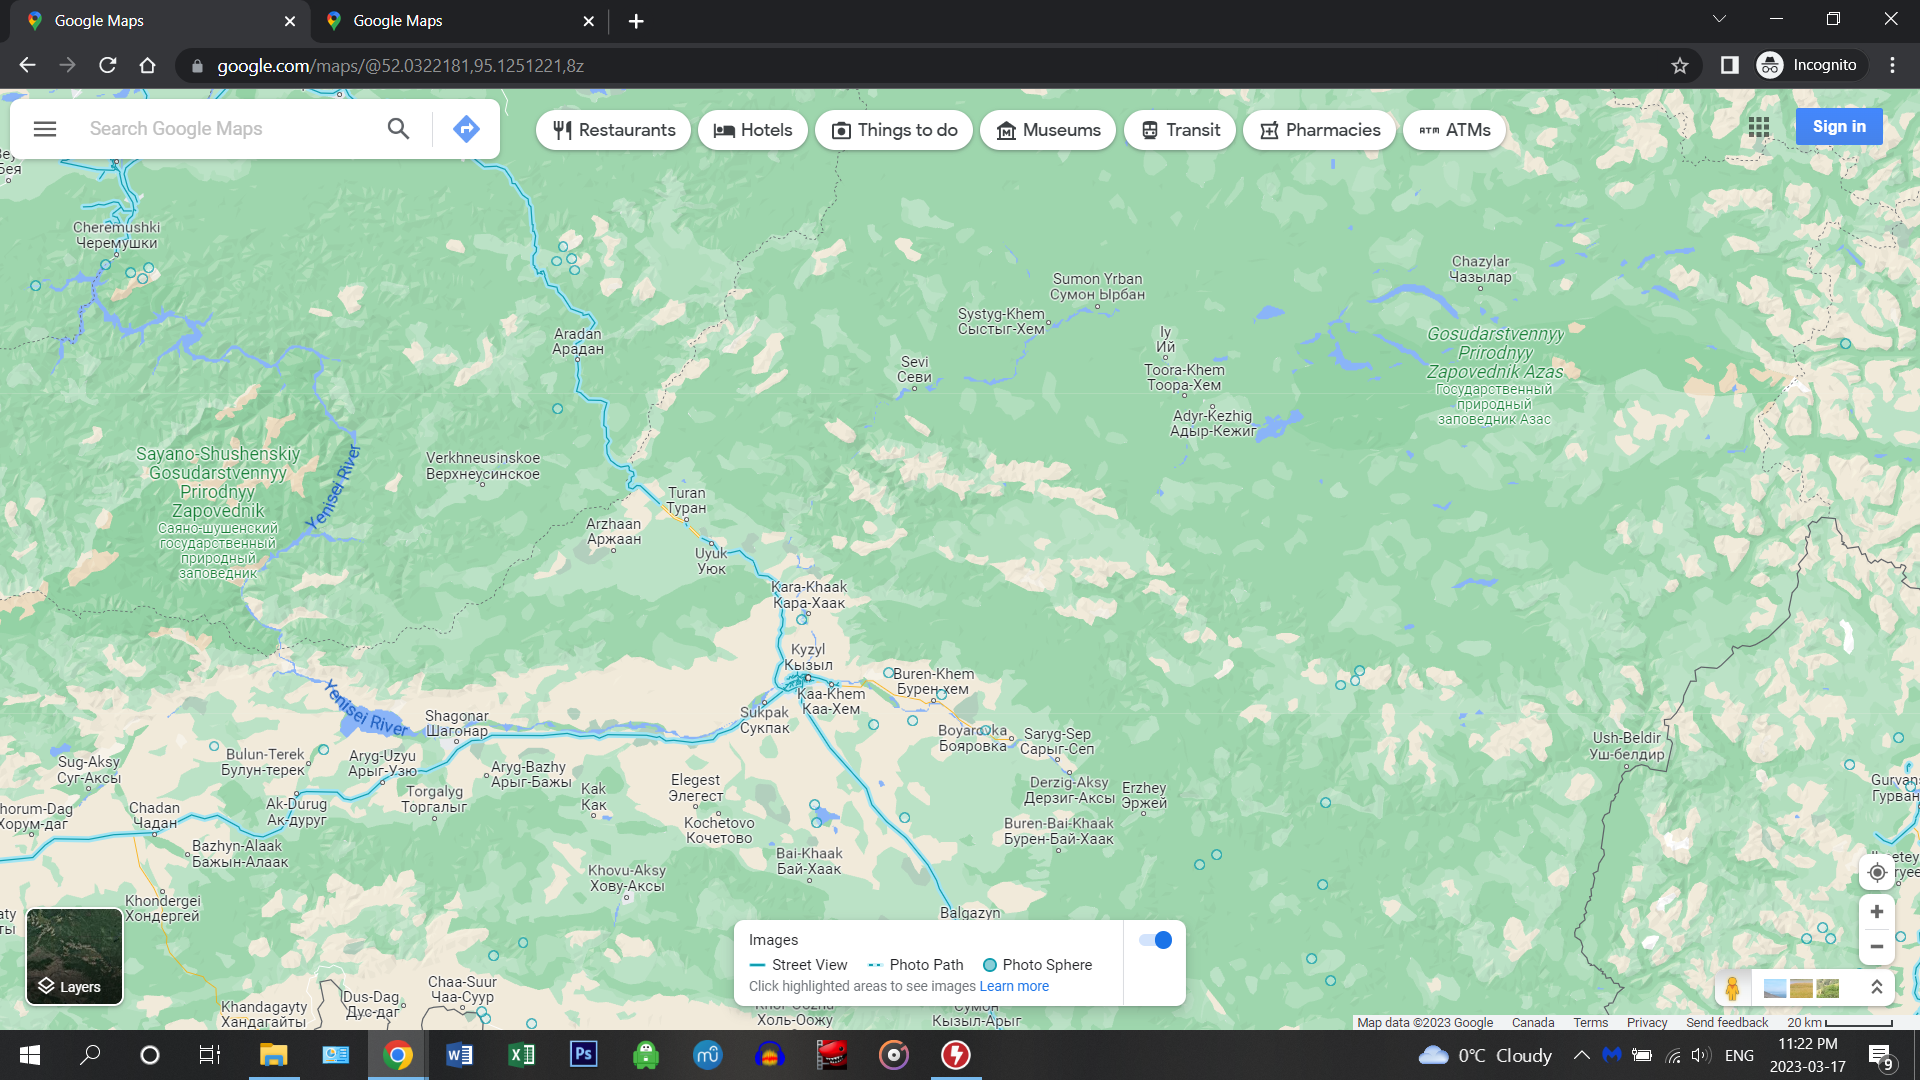 Google Maps
Google Maps
google.com/maps/@52.0322181,95.1251221,8z
Incognito
Search Google Maps
Restaurants
Hotels
Things to do
Museums
Transit
Pharmacies
ATM
ATMs
Sign in
Бея
Cheremushki
Черемушки
Chazylar
Чазылар
Sumon Yrban
Сумон Ырбан
Systyg-Khem
Сыстыг-Хем
Iy
Ий
Aradan
Арадан
Gosudarstvennyy
Prirodnyy
Zapovednik Azas
Государственный
природный
заповедник Азас
Sevi
Севи
Toora-Khem
Тоора-Хем
Adyr-Kezhig
Адыр-Кежиг
Sayano-Shushenskiy
Gosudarstvennyy
Prirodnyy
Zapovednik
Саяно-шушенский
государственный
природный
заповедник
Yenisei River
Verkhneusinskoe
Верхнеусинское
Turan
Туран
Arzhaan
Аржаан
Uyuk
Уюк
Kara-Khaak
Кара-Хаак
Kyzyl
Кызыл
Kaa-Khem
Каа-Хем
Buren-Khem
Бурен-хем
Yenisei River
Shagonar
Шагонар
Sukpak
Сукпак
Boyarovka
Бояровка
Saryg-Sep
Сарыг-Сеп
Ush-Beldir
Уш-белдир
Sug-Aksy
Суг-Аксы
Bulun-Terek
Булун-терек
Aryg-Uzyu
Арыг-Узю
Aryg-Bazhy
Арыг-Бажы
Torgalyg
Торгалыг
Kak
Как
Elegest
Элегест
Derzig-Aksy
Дерзиг-Аксы
Erzhey
Эржей
Gurvan
Гурван
horum-Dag
Хорум-даг
Chadan
Чадан
Ak-Durug
Ак-дуруг
Kochetovo
Кочетово
Buren-Bai-Khaak
Бурен-Бай-Хаак
Bazhyn-Alaak
Бажын-Алаак
Bai-Khaak
Бай-Хаак
Khovu-Aksy
Хову-Аксы
Khondergei
Хондергей
Balgazyn
Chaa-Suur
Чаа-Суур
Dus-Dag
Дус-даг
Khandagayty
Хандагайты
Холь-Оожу
Кызыл-Арыг
Layers
Images
Street View
Photo Path
Photo Sphere
Click highlighted areas to see images Learn more
Map data ©2023 Google
Canada
Terms
Privacy
Send feedback
20 km
0°C Cloudy
ENG
11:22 PM
2023-03-17
9